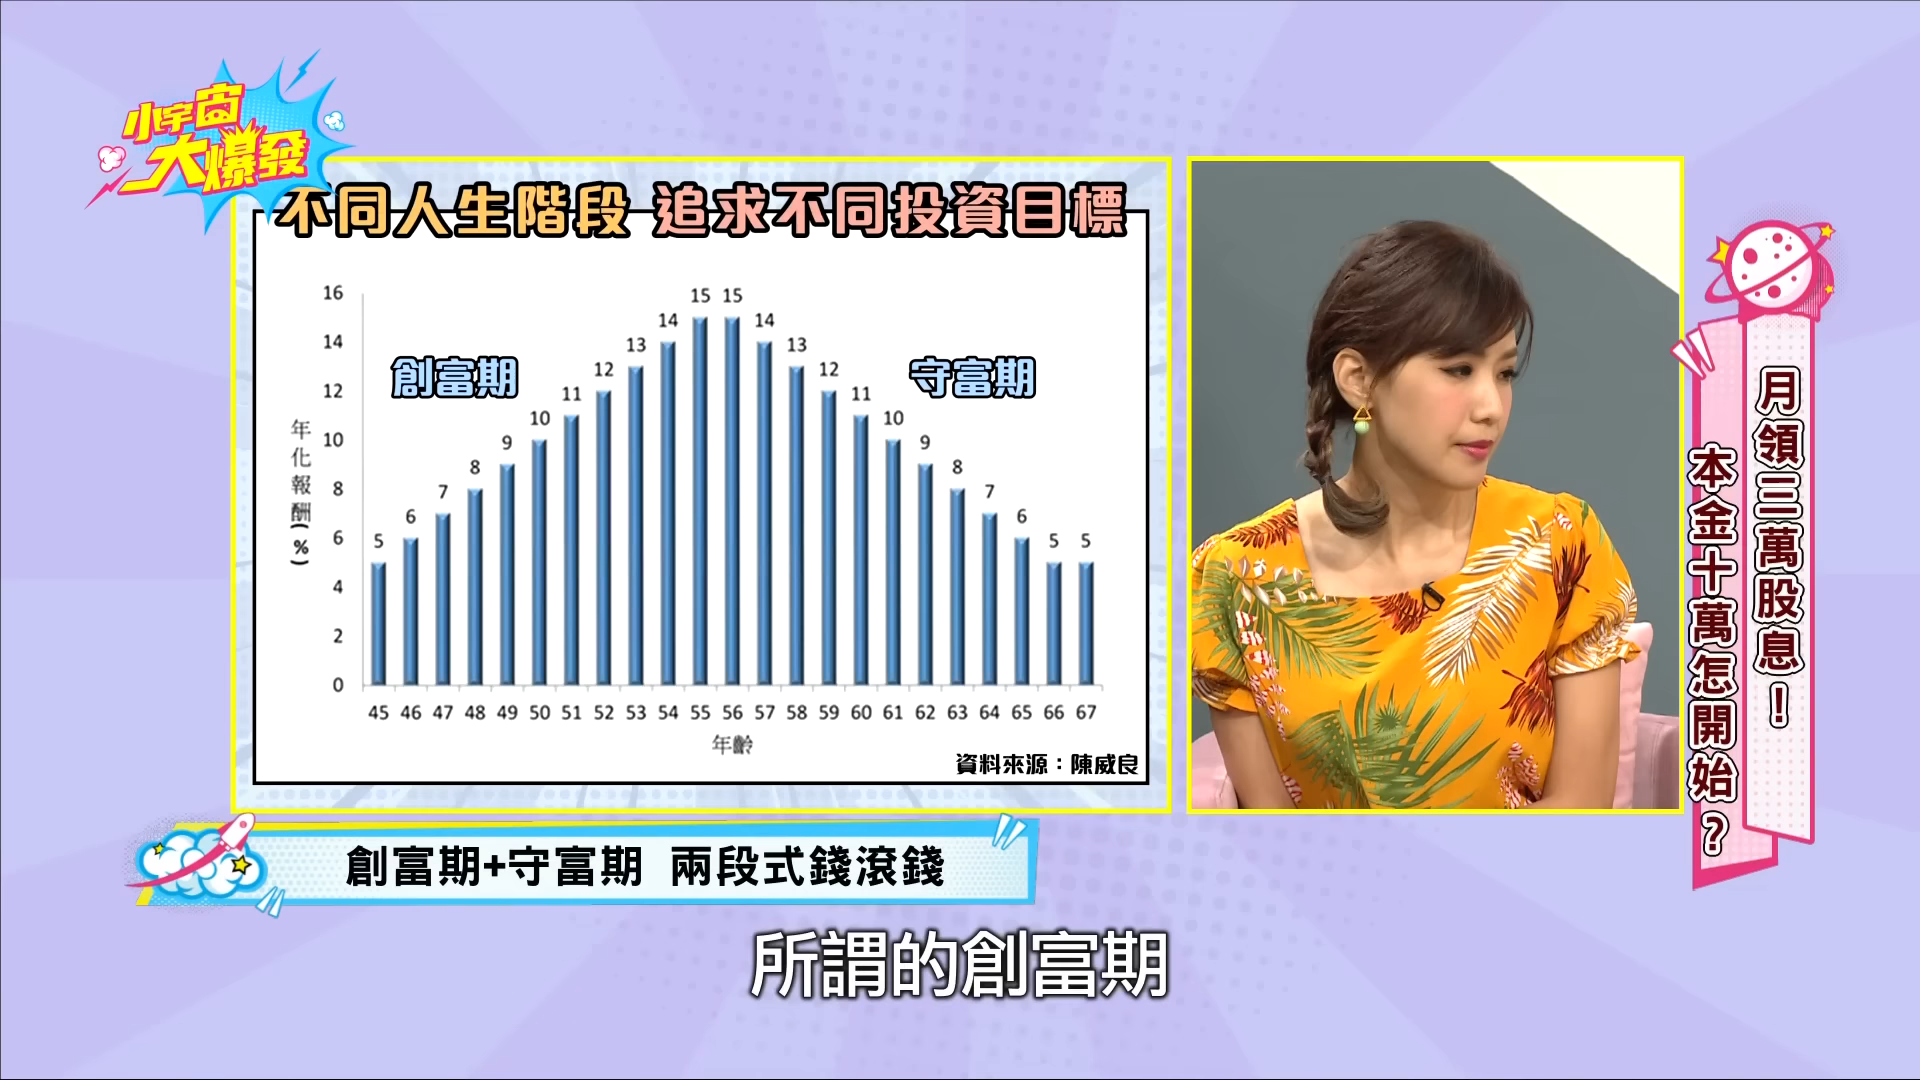 小宇宙
大爆發
不同人生階段 追求不同投資目標
創富期
守富期
年化報酬(%)
16
14
12
10
8
6
4
2
0
5 6 7 8 9 10 11 12 13 14 15 15 14 13 12 11 10 9 8 7 6 5 5
45 46 47 48 49 50 51 52 53 54 55 56 57 58 59 60 61 62 63 64 65 66 67
年齡
資料來源：陳威良
月領三萬股息！
本金十萬怎開始？
創富期+守富期 兩段式錢滾錢
所謂的創富期